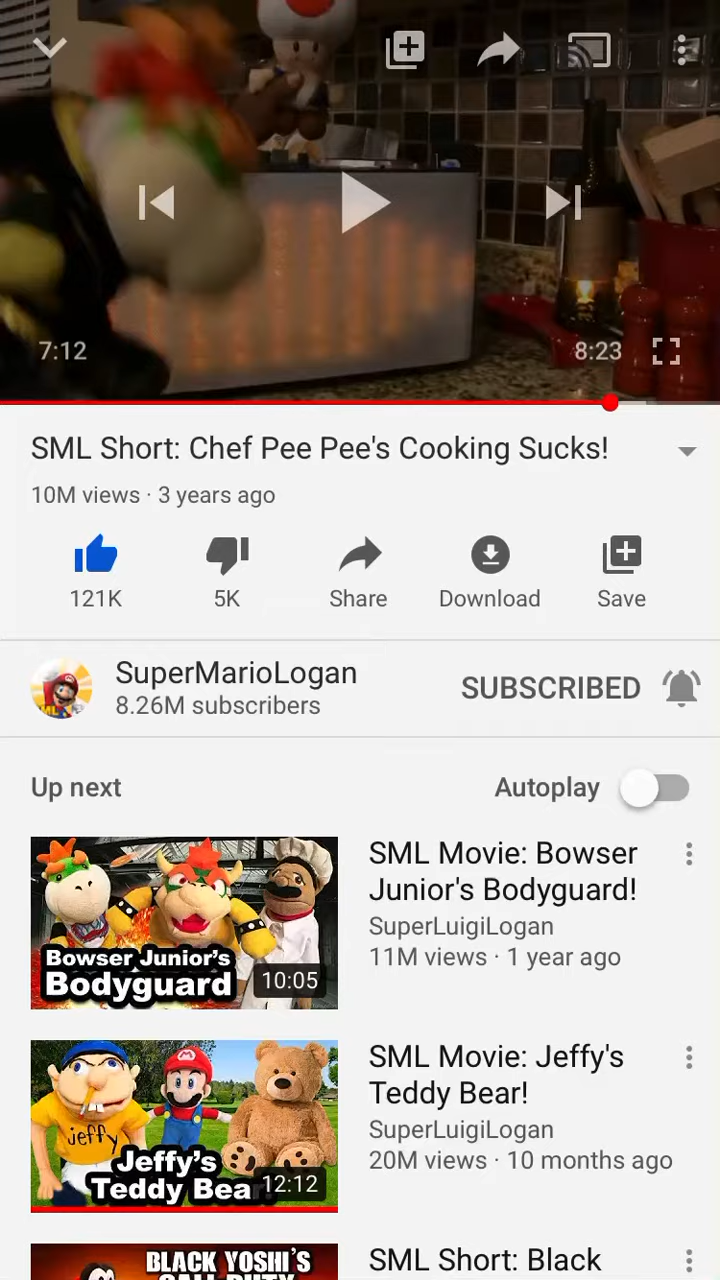 7:12
8:23
SML Short: Chef Pee Pee's Cooking Sucks!
10M views · 3 years ago
121K
5K
Share
Download
Save
SuperMarioLogan
8.26M subscribers
SUBSCRIBED
Up next
Autoplay
Bowser Junior's
Bodyguard
10:05
SML Movie: Bowser
Junior's Bodyguard!
SuperLuigiLogan
11M views · 1 year ago
jeffy
Jeffy's
Teddy Bear
12:12
SML Movie: Jeffy's
Teddy Bear!
SuperLuigiLogan
20M views · 10 months ago
BLACK YOSHI'S
CALL DUTY
SML Short: Black